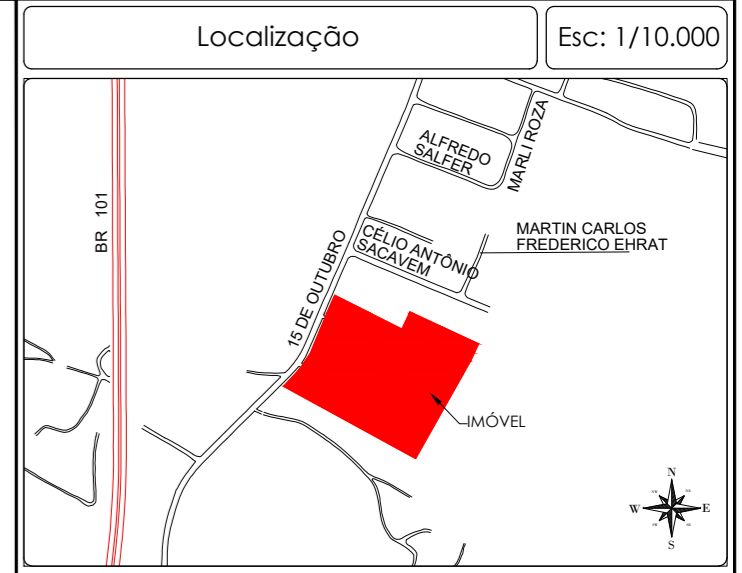 Localização
Esc: 1/10.000
ALFREDO
SALFER
MARLI ROZA
BR 101
MARTIN CARLOS
FREDERICO EHRAT
CÉLIO ANTÔNIO
SACAVEM
15 DE OUTUBRO
IMÓVEL
N
W
E
S